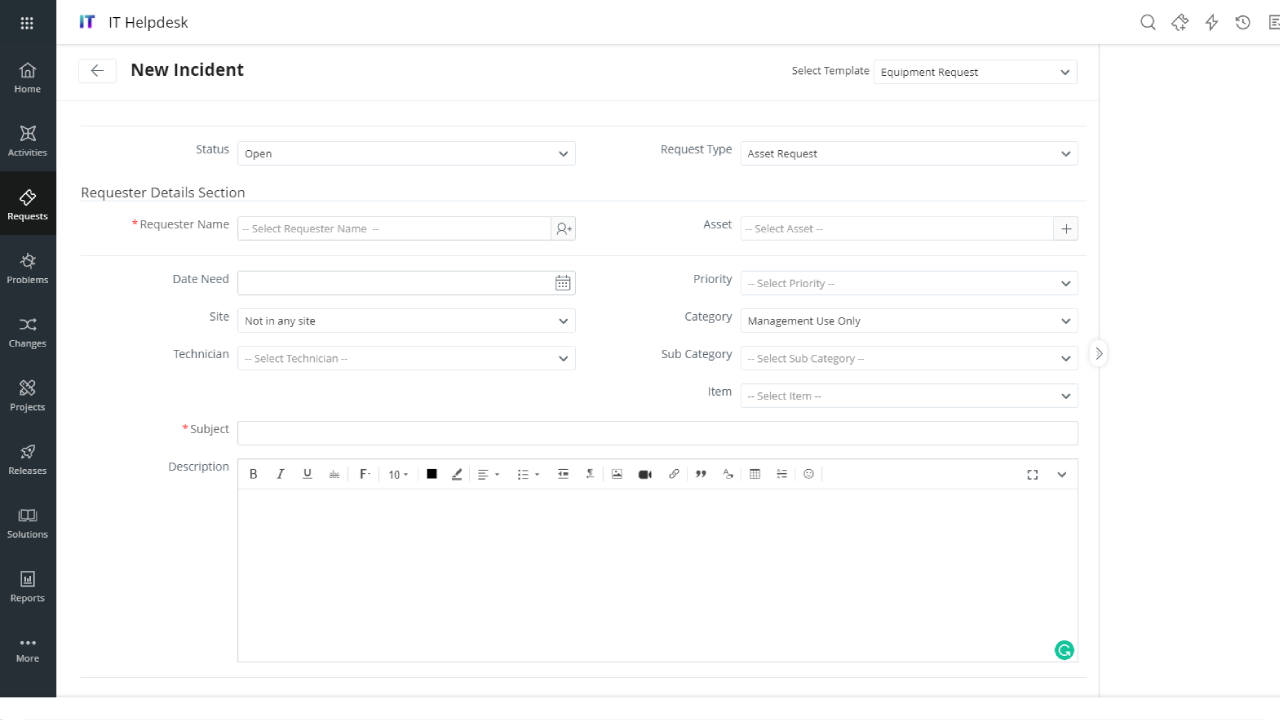 IT IT Helpdesk
Home
Activities
Requests
Problems
Changes
Projects
Releases
Solutions
Reports
More
New Incident
Select Template Equipment Request
Status Open Request Type Asset Request
Requester Details Section
* Requester Name -- Select Requester Name -- Asset -- Select Asset --
Date Need Priority -- Select Priority --
Site Not in any site Category Management Use Only
Technician -- Select Technician -- Sub Category -- Select Sub Category --
Item -- Select Item --
* Subject
Description B I U abc F 10